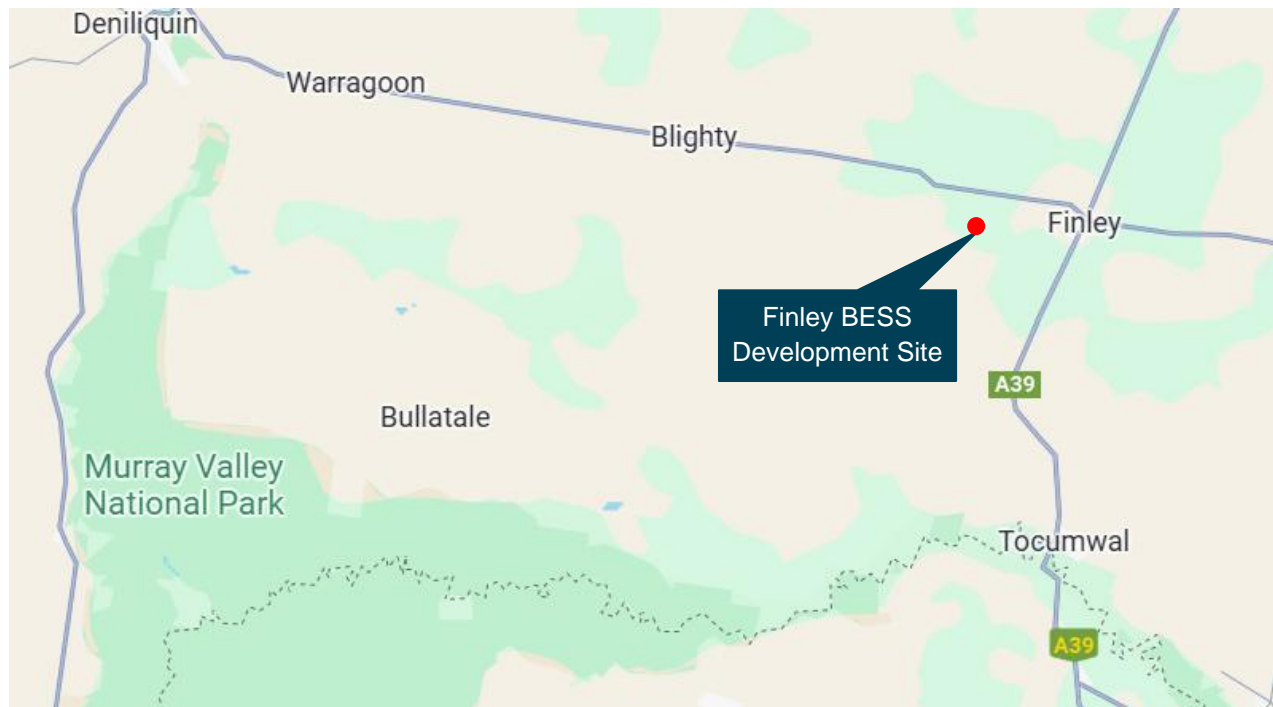 Deniliquin
Warragoon
Blighty
Finley
Finley BESS
Development Site
A39
Bullatale
Murray Valley
National Park
Tocumwal
A39